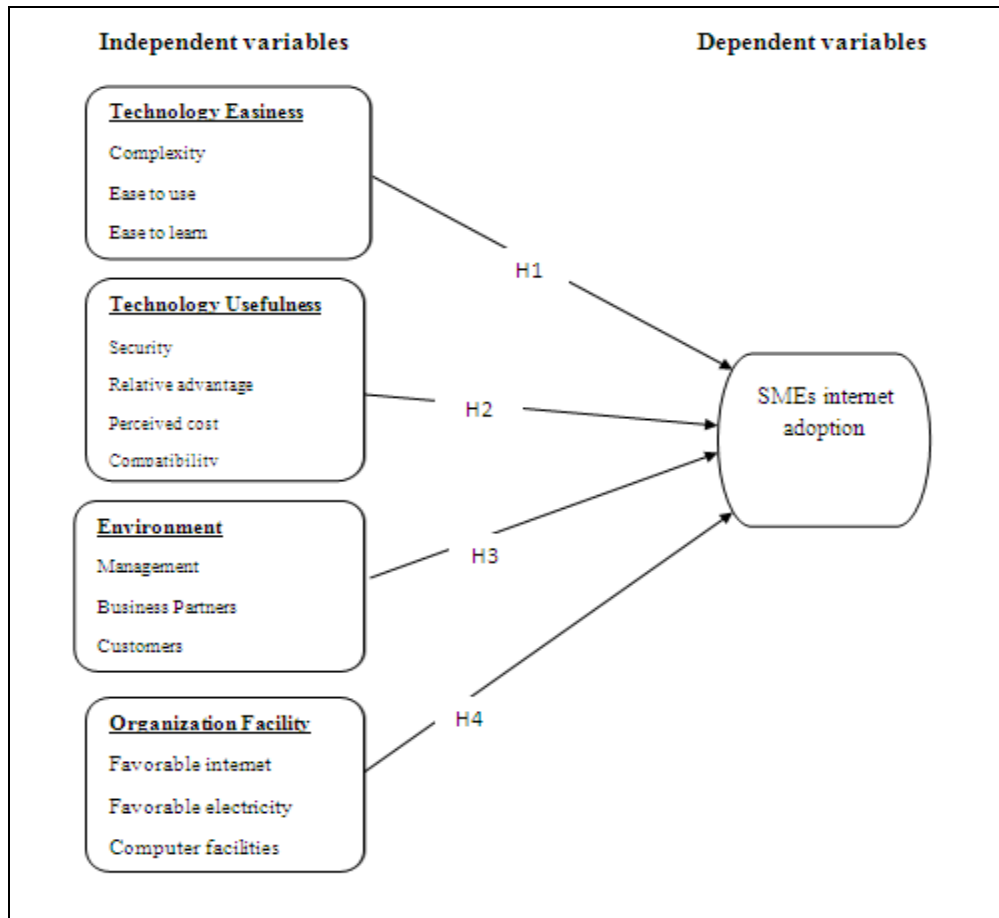 Independent variables
Dependent variables
Technology Easiness
Complexity
Ease to use
Ease to learn
H1
Technology Usefulness
Security
Relative advantage
Perceived cost
Compatibility
H2
SMEs internet
adoption
Environment
Management
Business Partners
Customers
H3
Organization Facility
Favorable internet
Favorable electricity
Computer facilities
H4